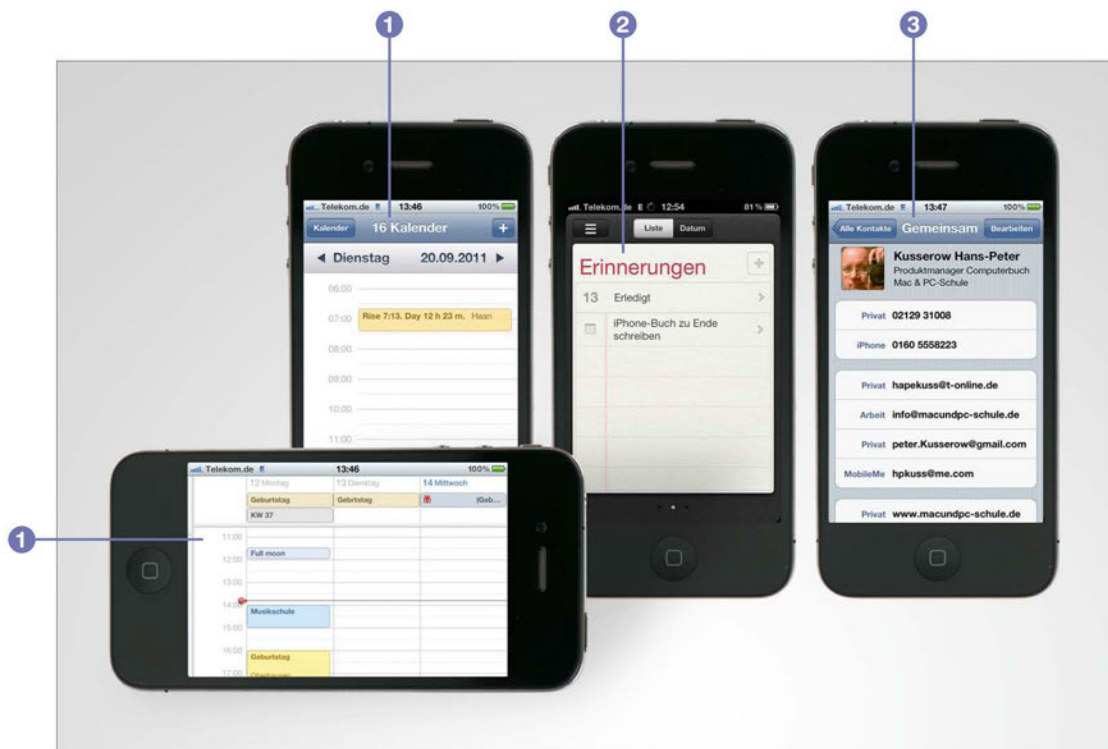 1
2
3
Telekom.de 13:46 100%
Kalender 16 Kalender +
Dienstag 20.09.2011
06:00
07:00 Rise 7:13. Day 12 h 23 m. Haan
08:00
09:00
10:00
11:00
Telekom.de 12:54 81%
Liste Datum
Erinnerungen +
13 Erledigt
iPhone-Buch zu Ende
schreiben
Telekom.de 13:47 100%
Alle Kontakte Gemeinsam Bearbeiten
Kusserow Hans-Peter
Produktmanager Computerbuch
Mac & PC-Schule
Privat 02129 31008
iPhone 0160 5558223
Privat hapekuss@t-online.de
Arbeit info@macundpc-schule.de
Privat peter.Kusserow@gmail.com
MobileMe hpkuss@me.com
Privat www.macundpc-schule.de
1
Telekom.de 13:46 100%
12 Montag 13 Dienstag 14 Mittwoch
Geburtstag Gebrtstag (Geb...
KW 37
11:00
12:00 Full moon
13:00
14:00
Musikschule
15:00
16:00
Geburtstag
17:00